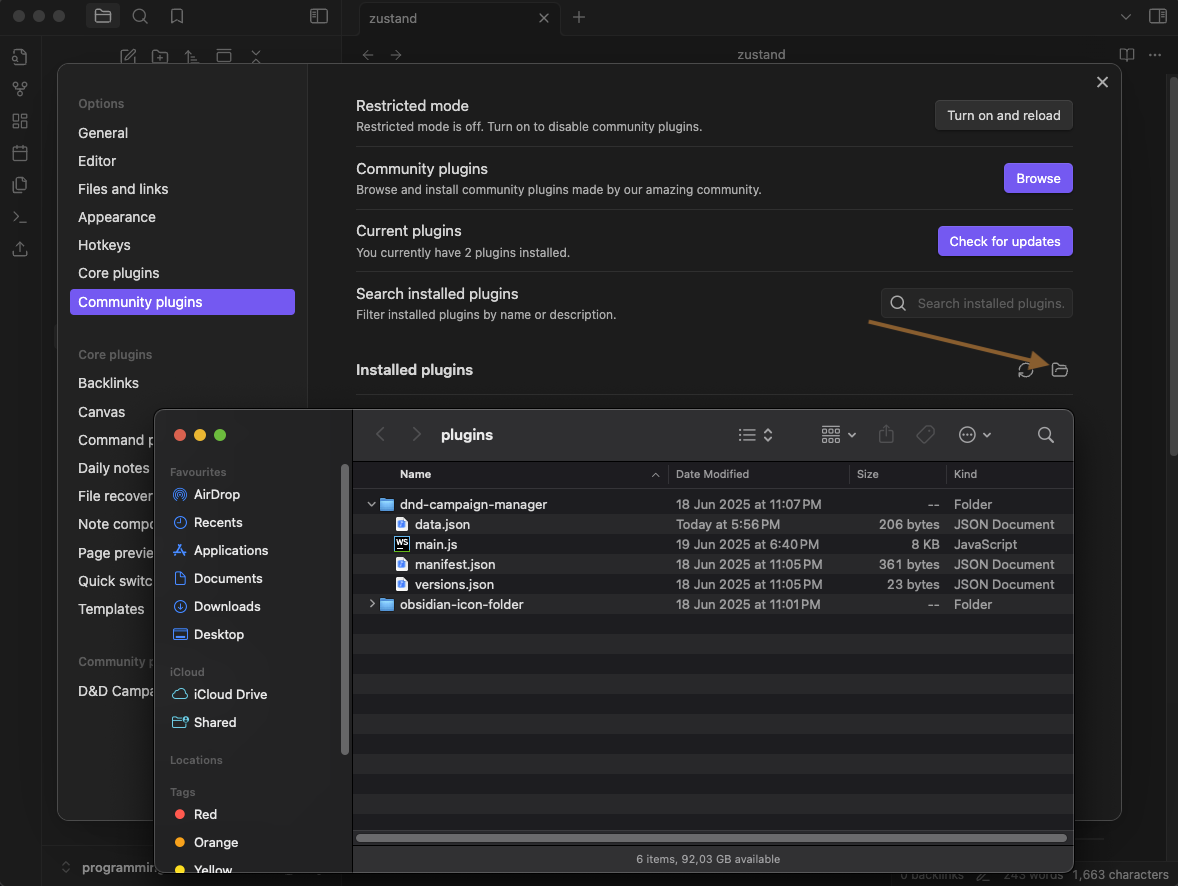 zustand
zustand
Options
General
Editor
Files and links
Appearance
Hotkeys
Core plugins
Community plugins
Core plugins
Backlinks
Canvas
Command p
Daily notes
File recover
Note compo
Page previe
Quick switc
Templates
Community p
D&D Campa
Restricted mode
Restricted mode is off. Turn on to disable community plugins.
Turn on and reload
Community plugins
Browse and install community plugins made by our amazing community.
Browse
Current plugins
You currently have 2 plugins installed.
Check for updates
Search installed plugins
Filter installed plugins by name or description.
Search installed plugins.
Installed plugins
Favourites
AirDrop
Recents
Applications
Documents
Downloads
Desktop
iCloud
iCloud Drive
Shared
Locations
Tags
Red
Orange
Yellow
plugins
Name Date Modified Size Kind
dnd-campaign-manager 18 Jun 2025 at 11:07 PM -- Folder
data.json Today at 5:56 PM 206 bytes JSON Document
WS main.js 19 Jun 2025 at 6:40 PM 8 KB JavaScript
manifest.json 18 Jun 2025 at 11:05 PM 361 bytes JSON Document
versions.json 18 Jun 2025 at 11:05 PM 23 bytes JSON Document
obsidian-icon-folder 18 Jun 2025 at 11:01 PM -- Folder
6 items, 92,03 GB available
programming
0 backlinks 243 words 1,663 characters